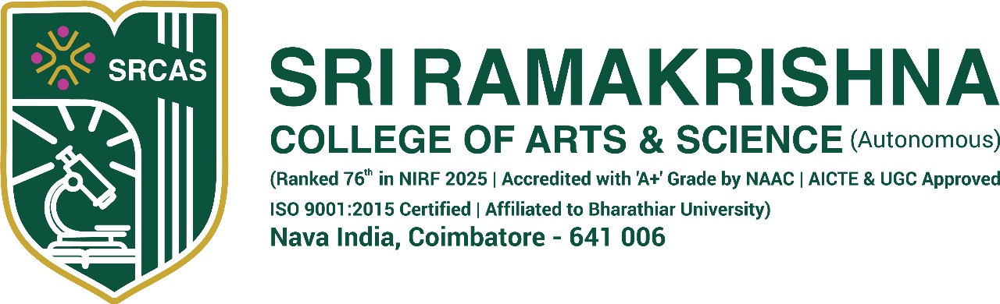 SRCAS
SRI RAMAKRISHNA
COLLEGE OF ARTS & SCIENCE (Autonomous)
(Ranked 76th in NIRF 2025 | Accredited with 'A+' Grade by NAAC | AICTE & UGC Approved
ISO 9001:2015 Certified | Affiliated to Bharathiar University)
Nava India, Coimbatore - 641 006